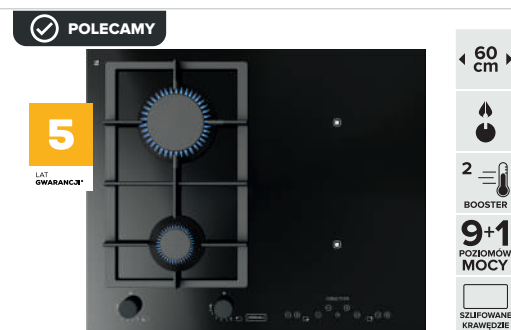 POLECAMY
5
LAT
GWARANCJI*
60
cm
2
BOOSTER
9+1
POZIOMÓW
MOCY
SZLIFOWANE
KRAWĘDZIE